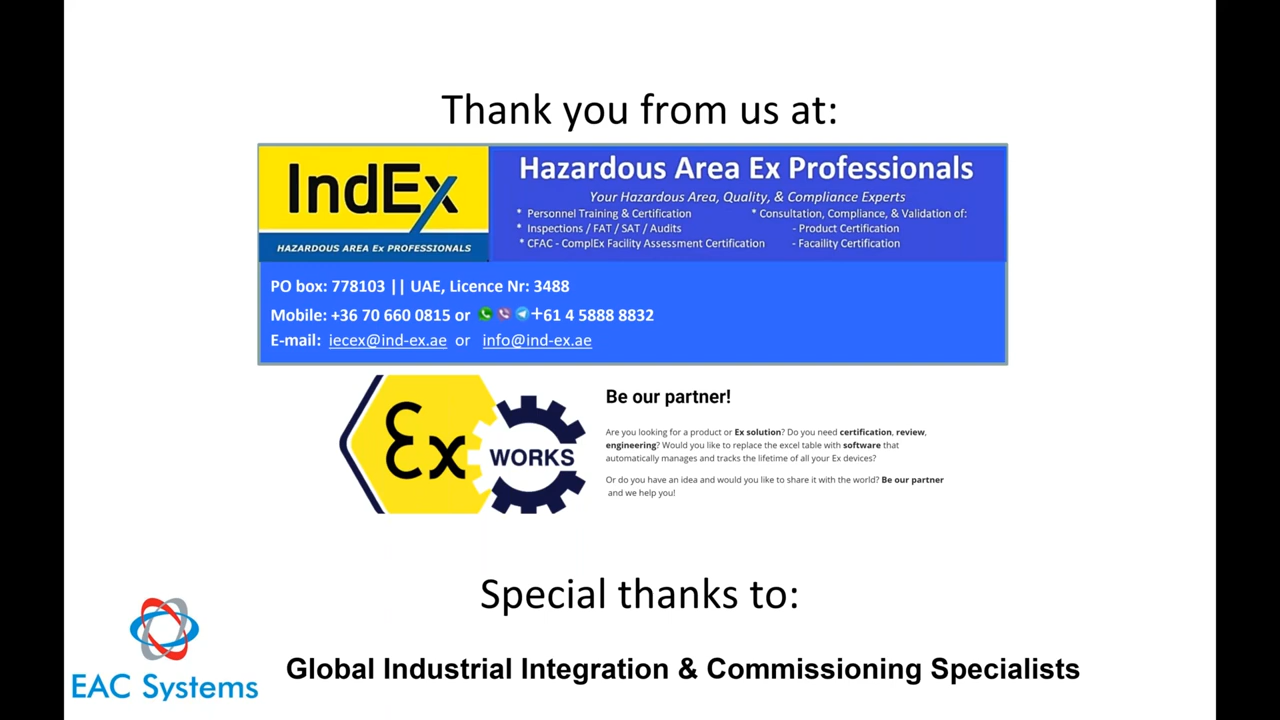 Thank you from us at:
IndEx
HAZARDOUS AREA Ex PROFESSIONALS
Hazardous Area Ex Professionals
Your Hazardous Area, Quality, & Compliance Experts
* Personnel Training & Certification
* Inspections / FAT / SAT / Audits
* CFAC - ComplEx Facility Assessment Certification
* Consultation, Compliance, & Validation of:
- Product Certification
- Facaility Certification
PO box: 778103 || UAE, Licence Nr: 3488
Mobile: +36 70 660 0815 or +61 4 5888 8832
E-mail: iecex@ind-ex.ae or info@ind-ex.ae
Ex WORKS
Be our partner!
Are you looking for a product or Ex solution? Do you need certification, review,
engineering? Would you like to replace the excel table with software that
automatically manages and tracks the lifetime of all your Ex devices?
Or do you have an idea and would you like to share it with the world? Be our partner
and we help you!
Special thanks to:
EAC Systems
Global Industrial Integration & Commissioning Specialists